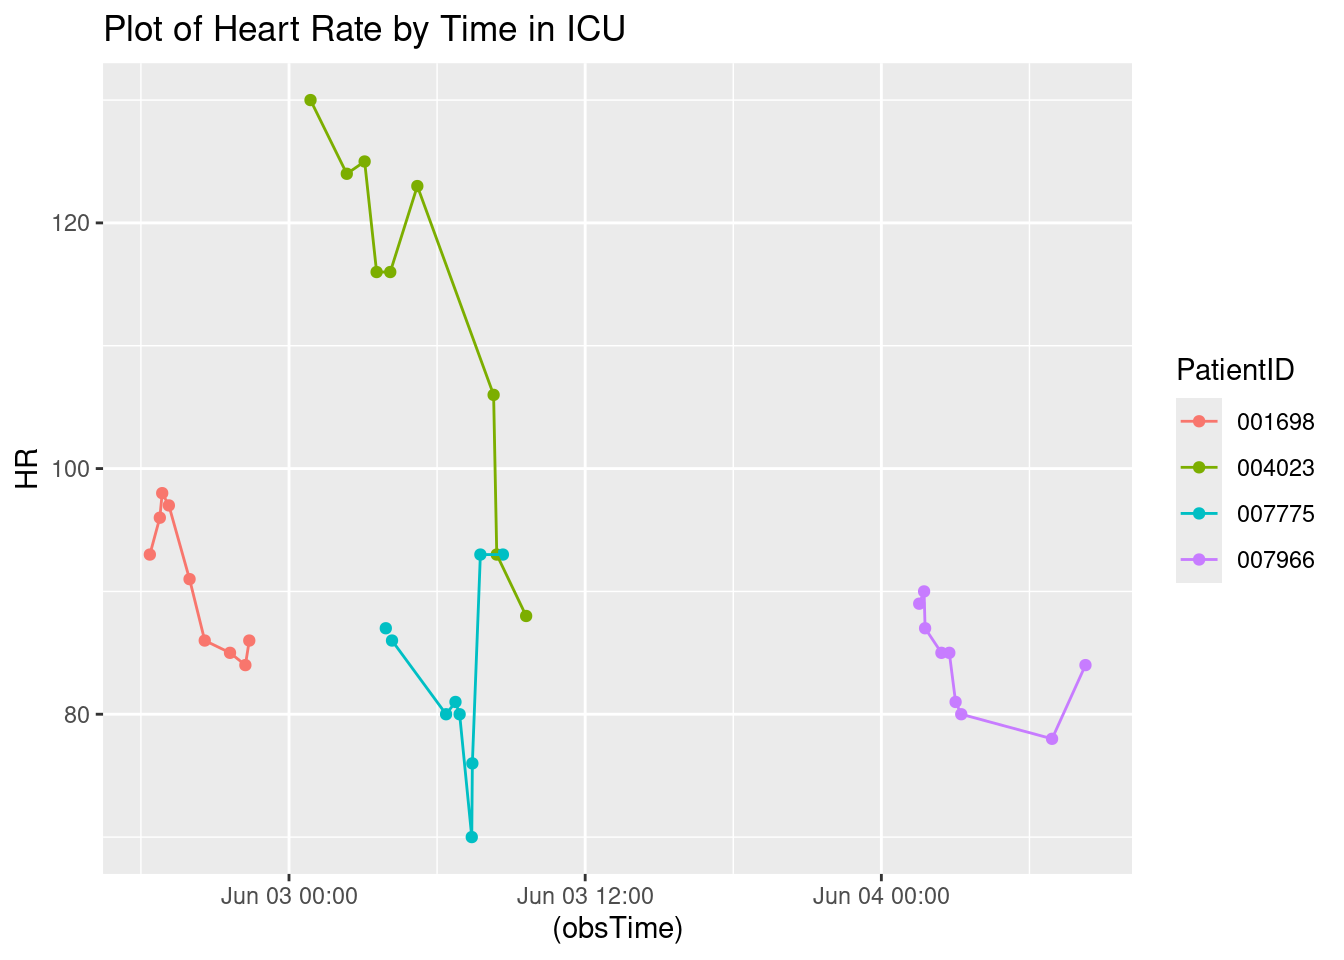 Plot of Heart Rate by Time in ICU
120
100
80
HR
Jun 03 00:00
Jun 03 12:00
Jun 04 00:00
(obsTime)
PatientID
001698
004023
007775
007966